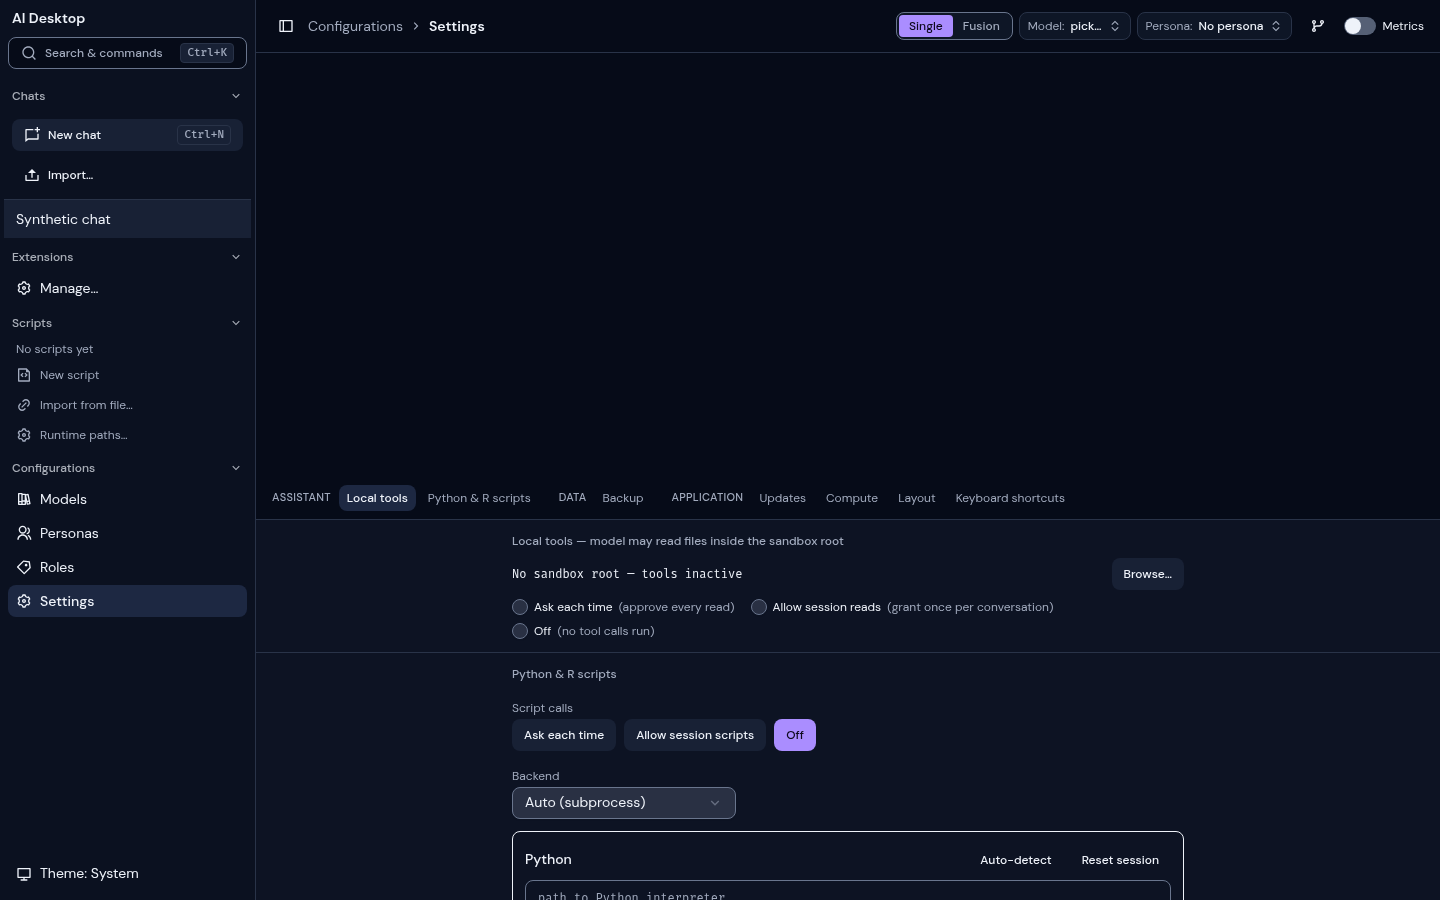 AI Desktop
Search & commands Ctrl+K
Chats
New chat Ctrl+N
Import...
Synthetic chat
Extensions
Manage...
Scripts
No scripts yet
New script
Import from file...
Runtime paths...
Configurations
Models
Personas
Roles
Settings
Theme: System
Configurations > Settings
Single Fusion Model: pick... Persona: No persona Metrics
ASSISTANT Local tools Python & R scripts DATA Backup APPLICATION Updates Compute Layout Keyboard shortcuts
Local tools — model may read files inside the sandbox root
No sandbox root — tools inactive Browse...
Ask each time (approve every read) Allow session reads (grant once per conversation)
Off (no tool calls run)
Python & R scripts
Script calls
Ask each time Allow session scripts Off
Backend
Auto (subprocess)
Python Auto-detect Reset session
path to Python interpreter